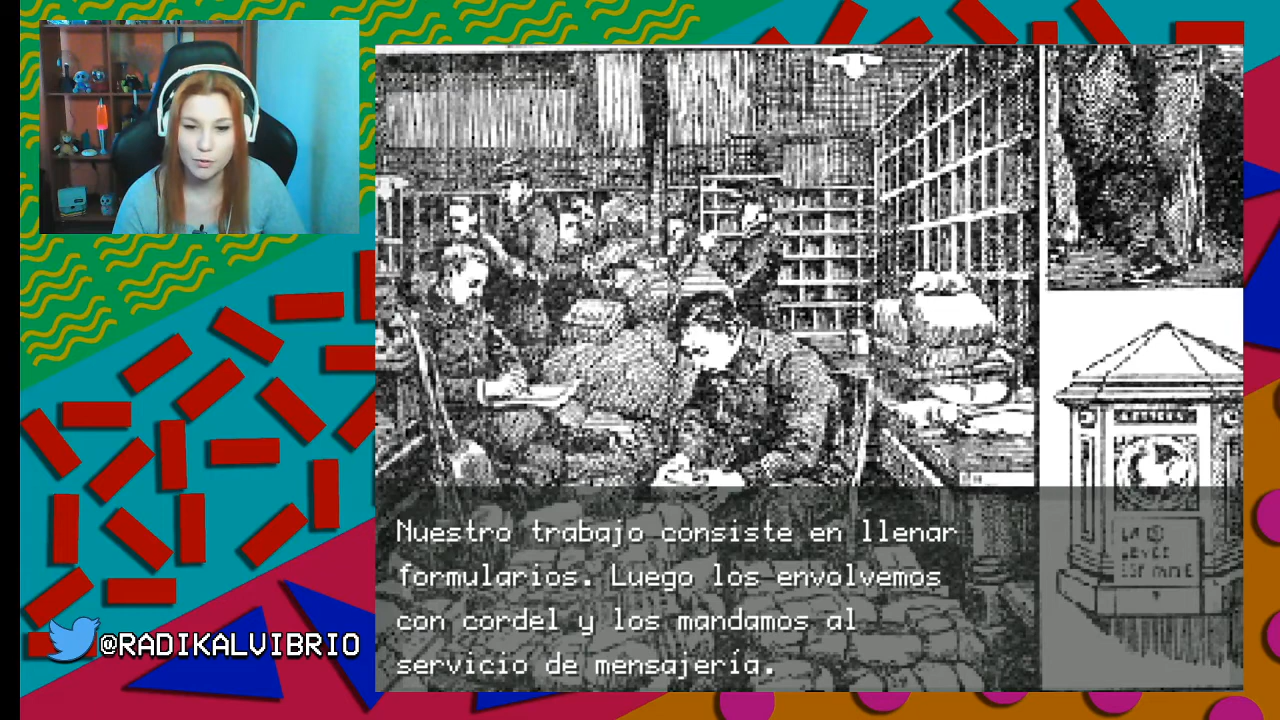 Nuestro trabajo consiste en llenar
formularios. Luego los envolvemos
con cordel y los mandamos al
servicio de mensajería.
@RADIKALVIBRIO